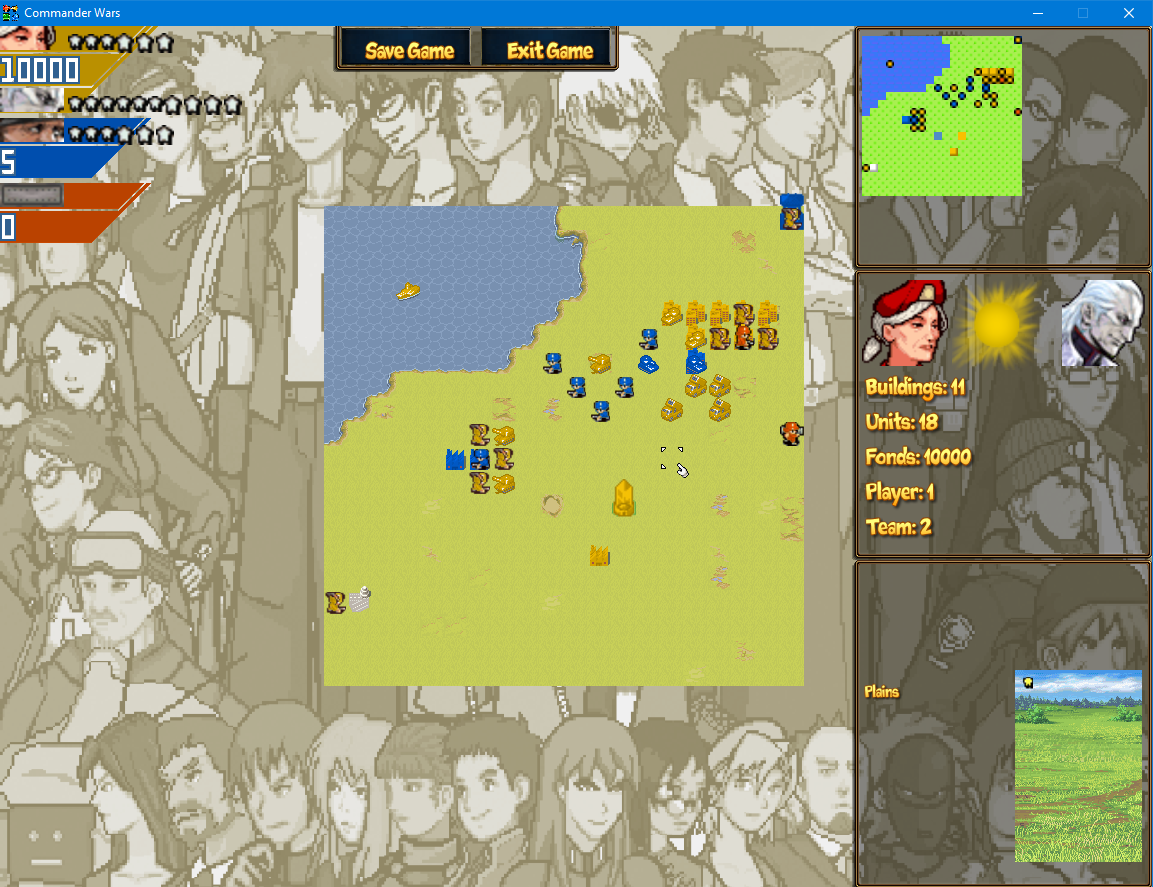 Commander Wars
Save Game
Exit Game
10000
5
0
Buildings: 11
Units: 18
Fonds: 10000
Player: 1
Team: 2
Plains